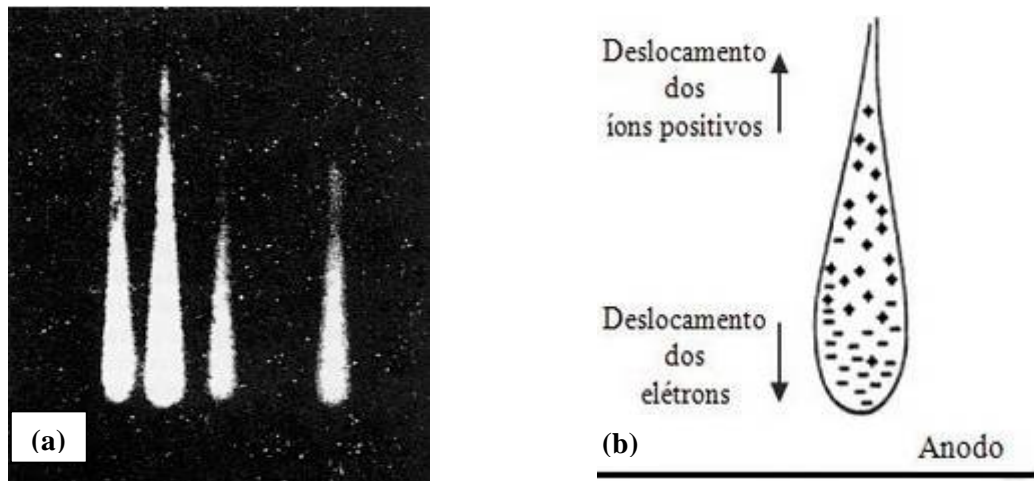 (a)
Deslocamento
dos
íons positivos
Deslocamento
dos
elétrons
(b)
Anodo